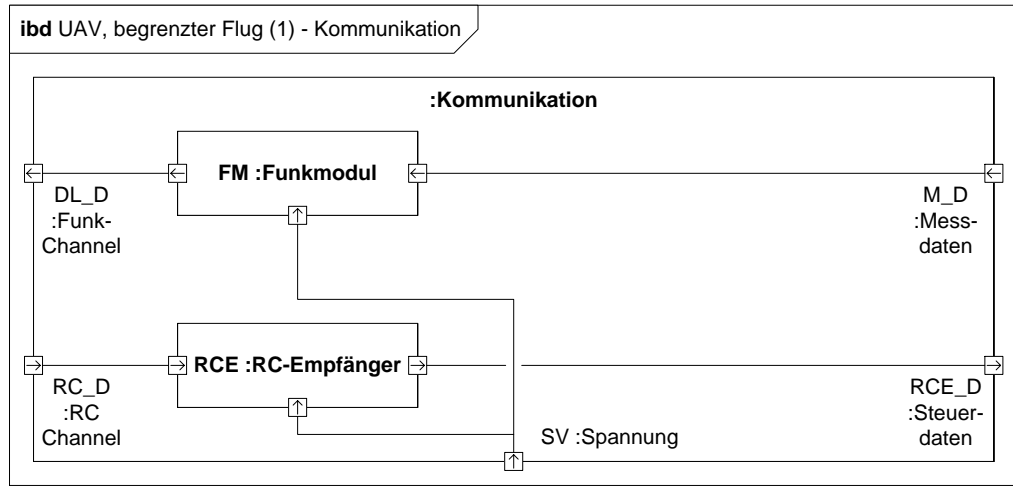 ibd UAV, begrenzter Flug (1) - Kommunikation
:Kommunikation
FM :Funkmodul
DL_D
:Funk-
Channel
M_D
:Mess-
daten
RCE :RC-Empfänger
RC_D
:RC
Channel
RCE_D
:Steuer-
daten
SV :Spannung